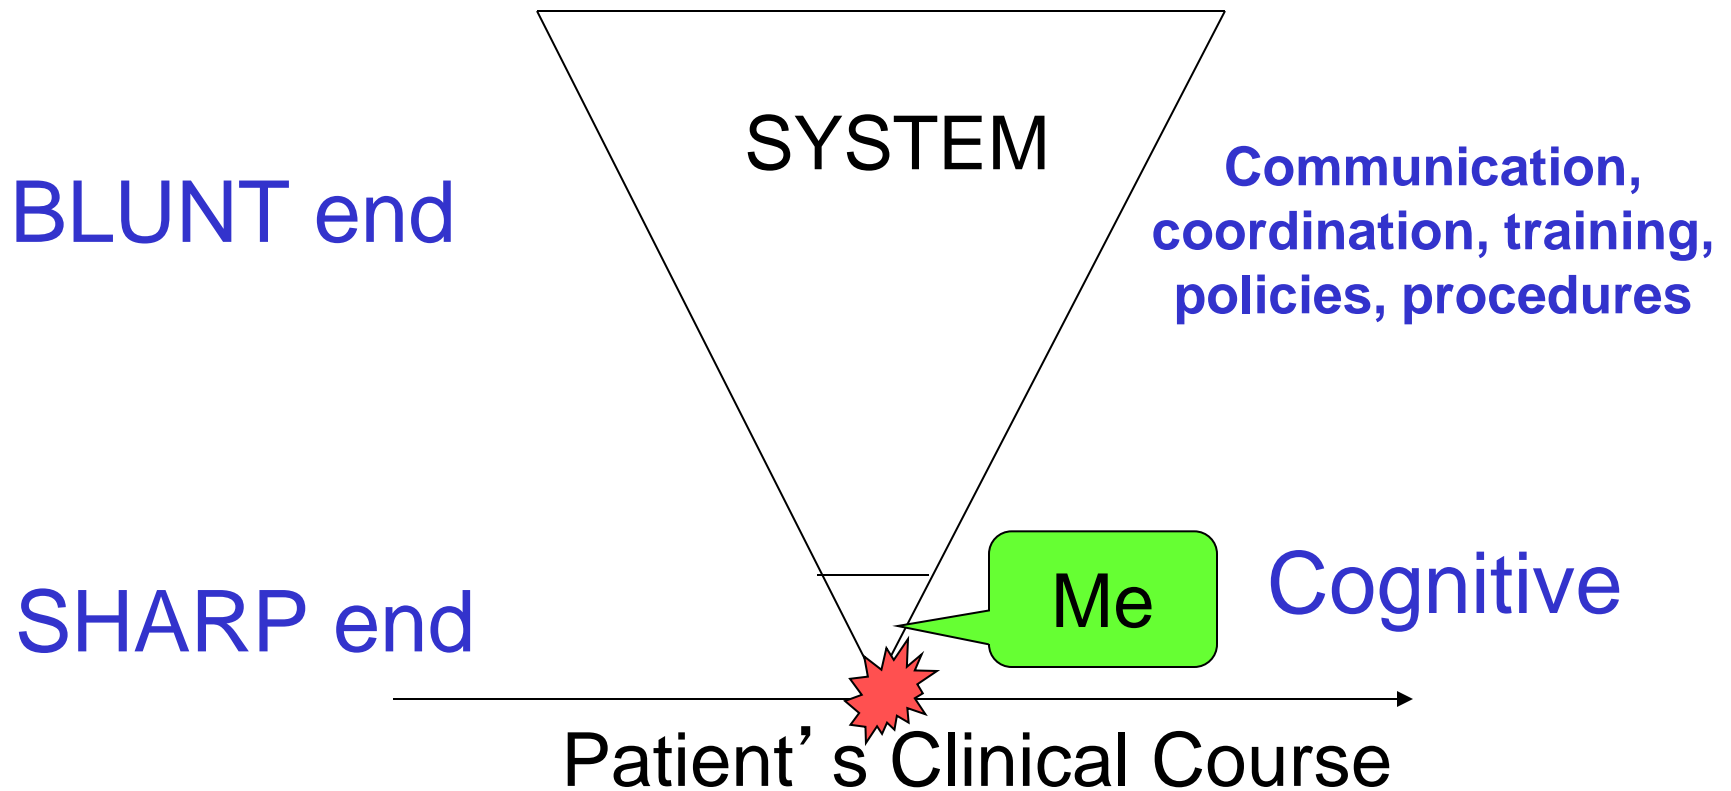 SYSTEM
BLUNT end
Communication,
coordination, training,
policies, procedures
SHARP end
Me
Cognitive
Patient’s Clinical Course